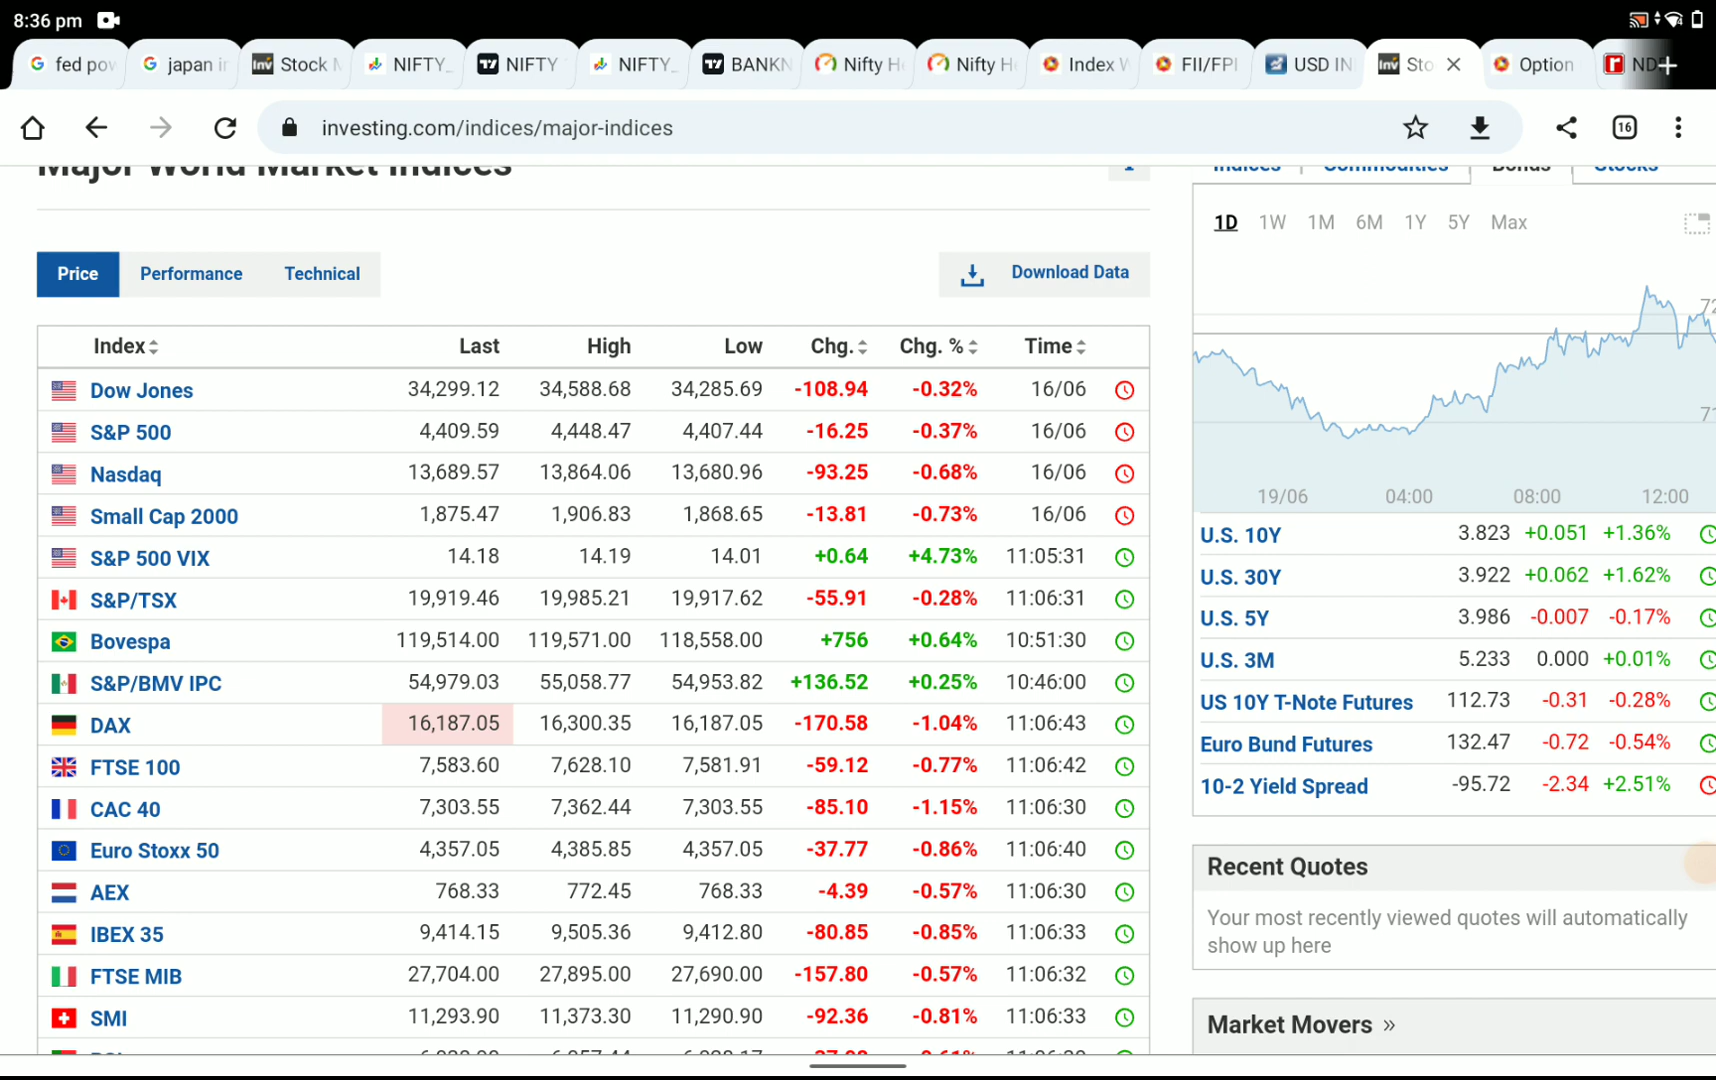 8:36 pm
fed pow
japan in
Stock M
NIFTY_
NIFTY
NIFTY_
BANKN
Nifty He
Nifty H
Index W
FII/FPI
USD IN
Sto
Option
investing.com/indices/major-indices
16
Major World Market Indices
Indices
Commodities
Bonds
Stocks
Price
Performance
Technical
Download Data
1D 1W 1M 6M 1Y 5Y Max
19/06 04:00 08:00 12:00
Index Last High Low Chg. Chg. % Time
Dow Jones 34,299.12 34,588.68 34,285.69 -108.94 -0.32% 16/06
S&P 500 4,409.59 4,448.47 4,407.44 -16.25 -0.37% 16/06
Nasdaq 13,689.57 13,864.06 13,680.96 -93.25 -0.68% 16/06
Small Cap 2000 1,875.47 1,906.83 1,868.65 -13.81 -0.73% 16/06
S&P 500 VIX 14.18 14.19 14.01 +0.64 +4.73% 11:05:31
S&P/TSX 19,919.46 19,985.21 19,917.62 -55.91 -0.28% 11:06:31
Bovespa 119,514.00 119,571.00 118,558.00 +756 +0.64% 10:51:30
S&P/BMV IPC 54,979.03 55,058.77 54,953.82 +136.52 +0.25% 10:46:00
DAX 16,187.05 16,300.35 16,187.05 -170.58 -1.04% 11:06:43
FTSE 100 7,583.60 7,628.10 7,581.91 -59.12 -0.77% 11:06:42
CAC 40 7,303.55 7,362.44 7,303.55 -85.10 -1.15% 11:06:30
Euro Stoxx 50 4,357.05 4,385.85 4,357.05 -37.77 -0.86% 11:06:40
AEX 768.33 772.45 768.33 -4.39 -0.57% 11:06:30
IBEX 35 9,414.15 9,505.36 9,412.80 -80.85 -0.85% 11:06:33
FTSE MIB 27,704.00 27,895.00 27,690.00 -157.80 -0.57% 11:06:32
SMI 11,293.90 11,373.30 11,290.90 -92.36 -0.81% 11:06:33
U.S. 10Y 3.823 +0.051 +1.36%
U.S. 30Y 3.922 +0.062 +1.62%
U.S. 5Y 3.986 -0.007 -0.17%
U.S. 3M 5.233 0.000 +0.01%
US 10Y T-Note Futures 112.73 -0.31 -0.28%
Euro Bund Futures 132.47 -0.72 -0.54%
10-2 Yield Spread -95.72 -2.34 +2.51%
Recent Quotes
Your most recently viewed quotes will automatically
show up here
Market Movers »